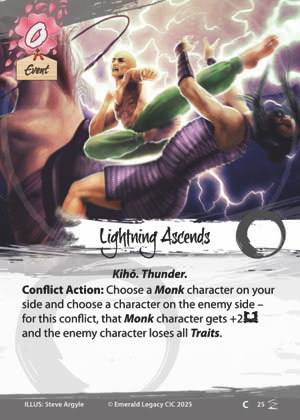 0
Event
Lightning Ascends
Kihō. Thunder.
Conflict Action: Choose a Monk character on your
side and choose a character on the enemy side –
for this conflict, that Monk character gets +2
and the enemy character loses all Traits.
ILLUS: Steve Argyle
© Emerald Legacy CIC 2025
C 25